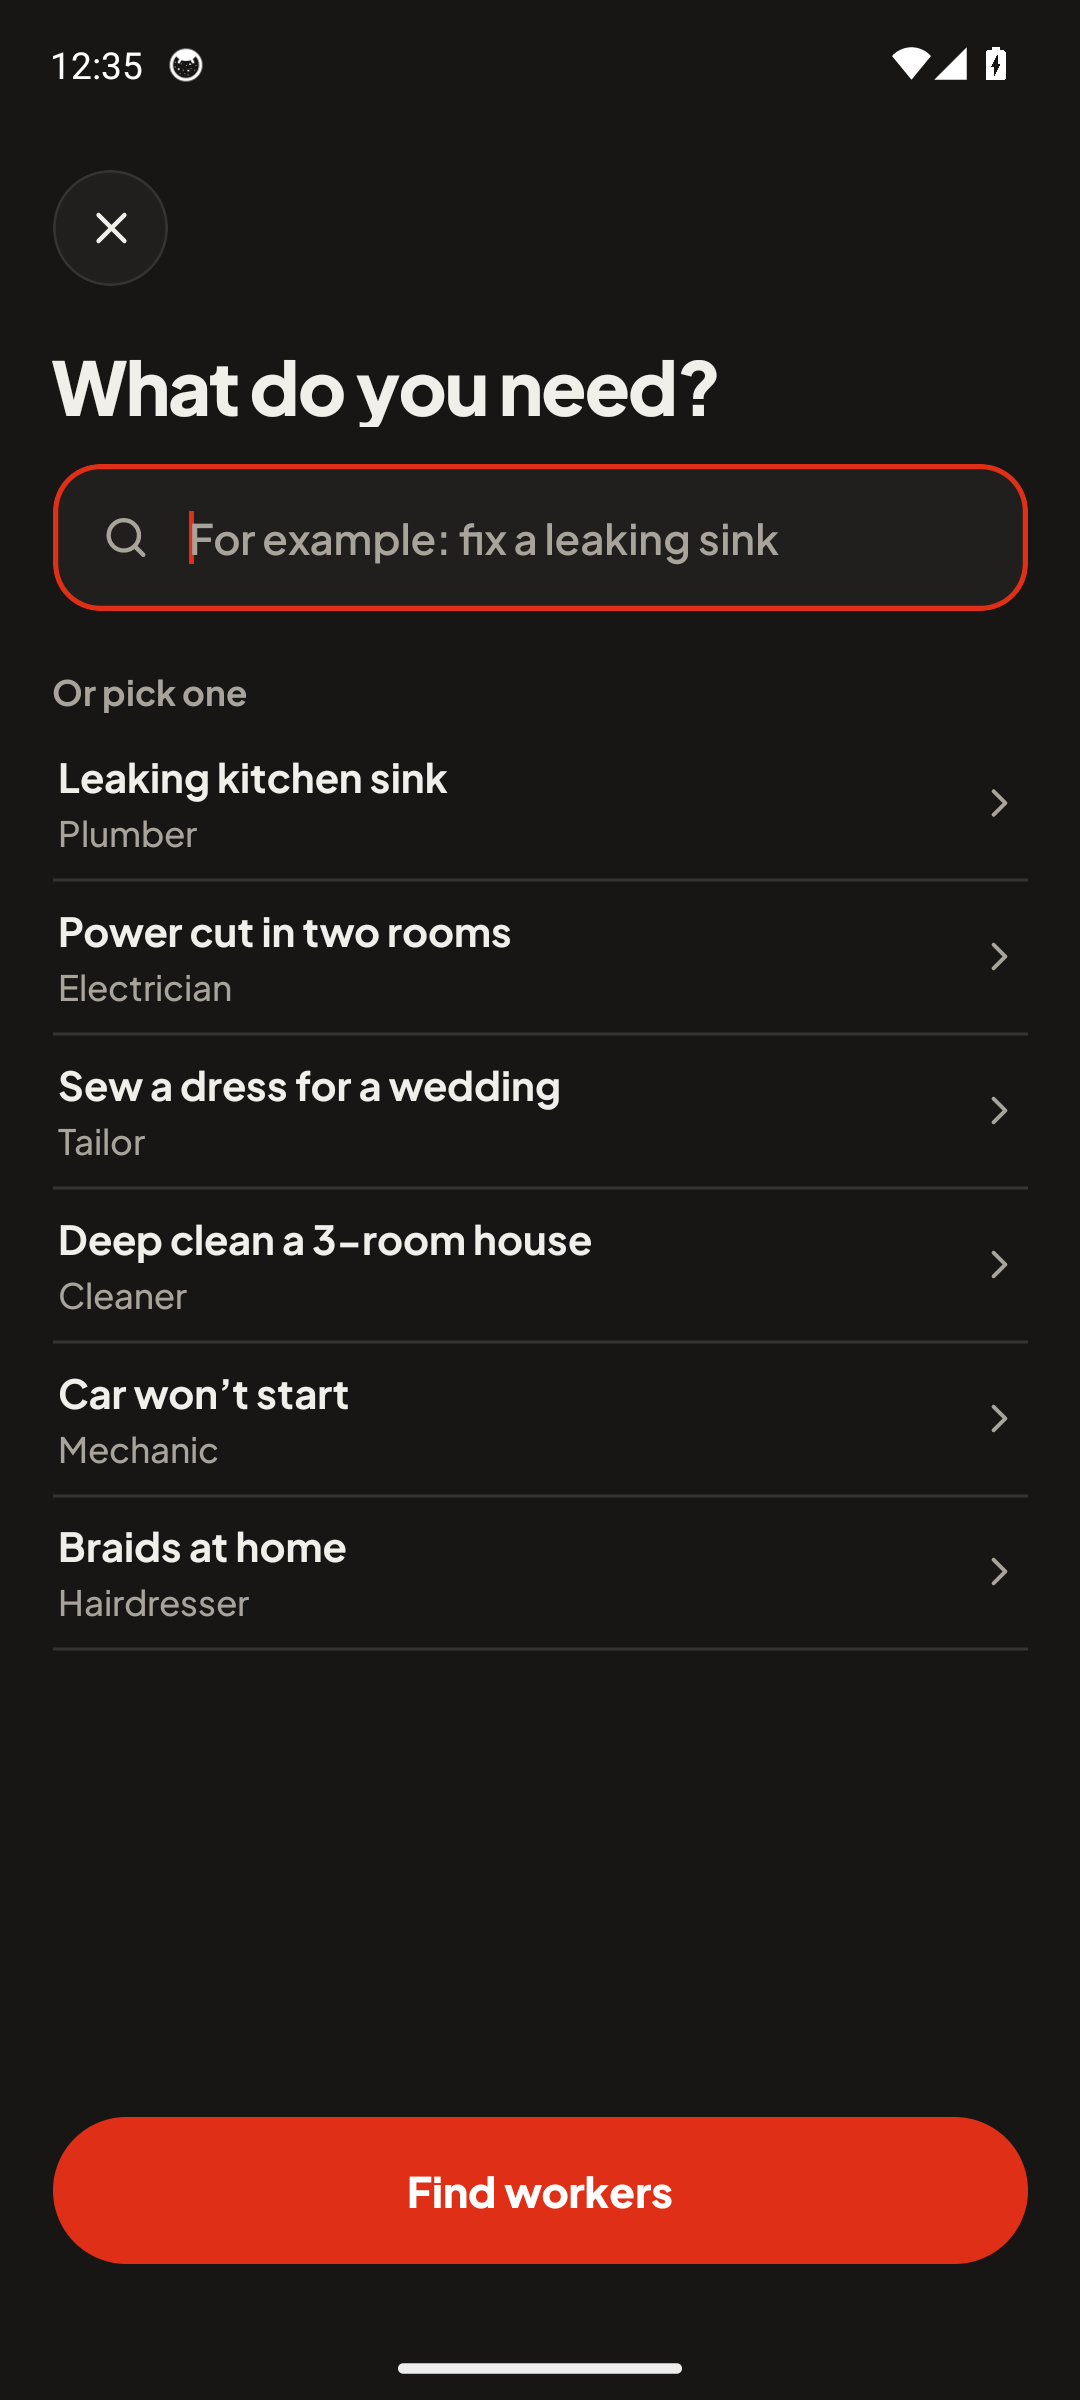 12:35
What do you need?
For example: fix a leaking sink
Or pick one
Leaking kitchen sink
Plumber
Power cut in two rooms
Electrician
Sew a dress for a wedding
Tailor
Deep clean a 3-room house
Cleaner
Car won’t start
Mechanic
Braids at home
Hairdresser
Find workers